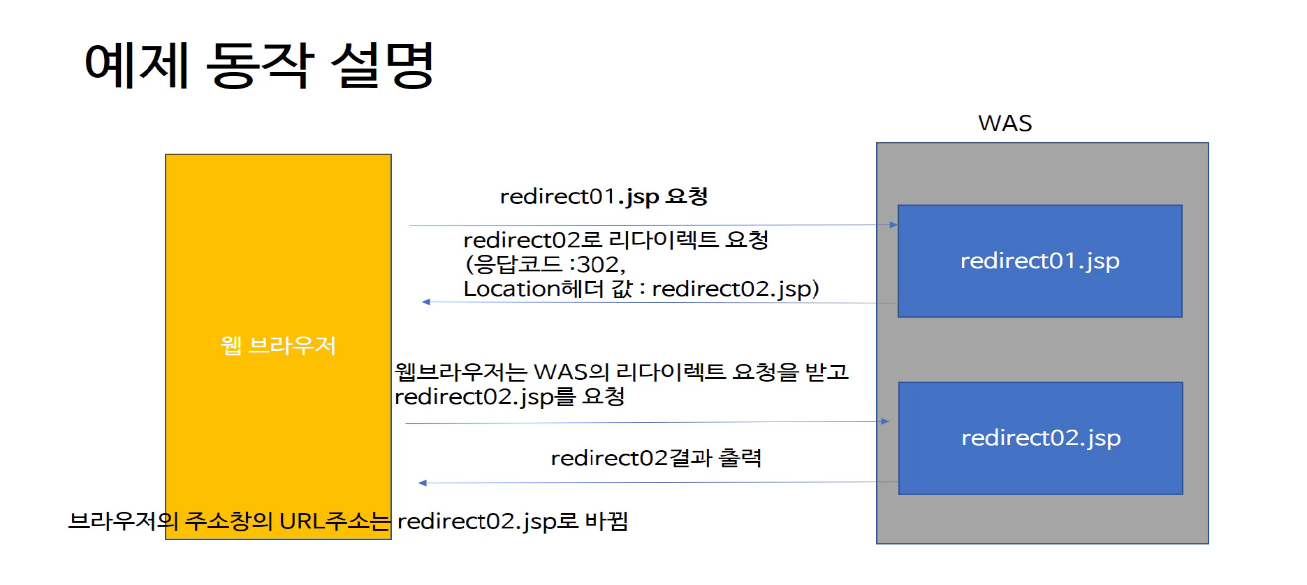 예제 동작 설명
WAS
redirect01.jsp 요청
redirect02로 리다이렉트 요청
(응답코드 :302,
Location헤더 값 : redirect02.jsp)
redirect01.jsp
웹 브라우저
웹브라우저는 WAS의 리다이렉트 요청을 받고
redirect02.jsp를 요청
redirect02.jsp
redirect02결과 출력
브라우저의 주소창의 URL주소는 redirect02.jsp로 바뀜